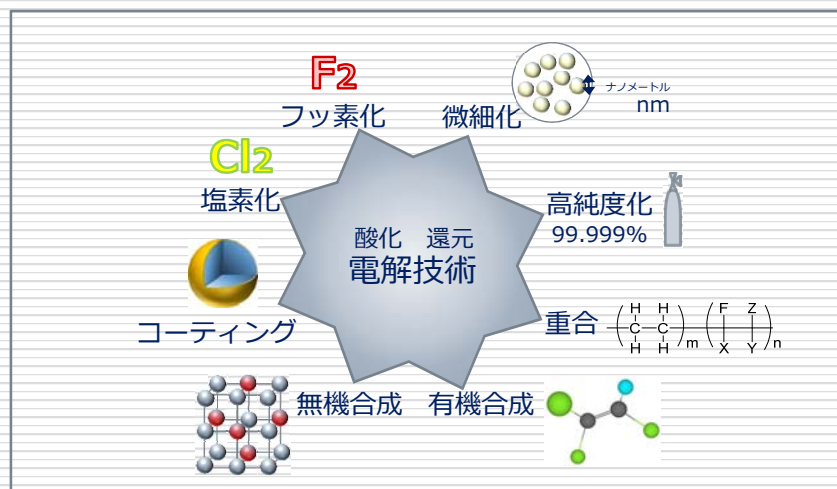 F2
フッ素化
微細化
ナノメートル
nm
Cl2
塩素化
高純度化
99.999%
酸化 還元
電解技術
コーティング
重合
H H F Z
C C
H H m X Y n
無機合成
有機合成